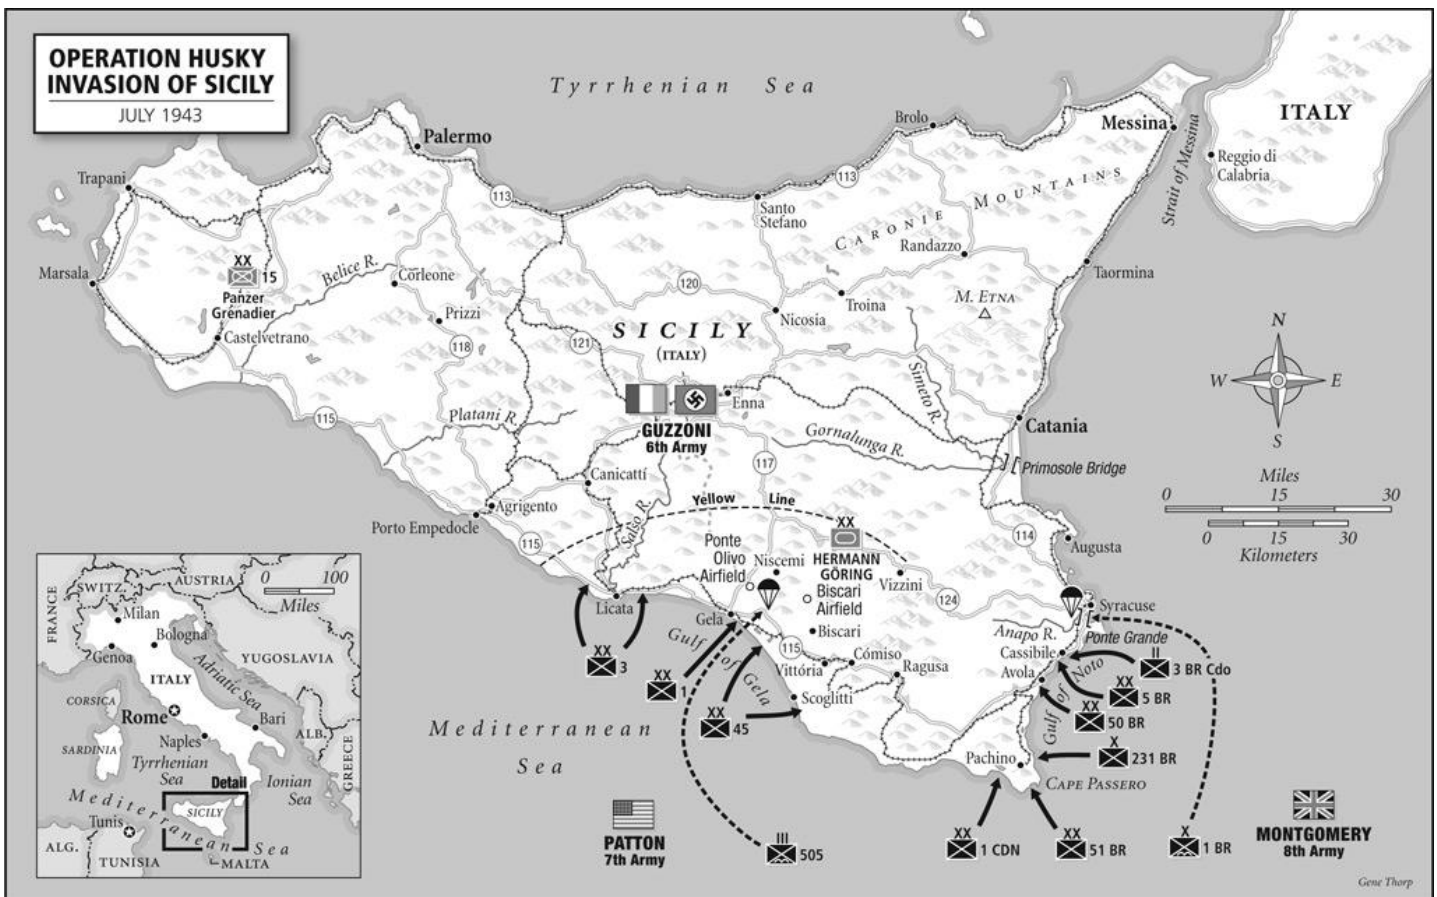 OPERATION HUSKY
INVASION OF SICILY
JULY 1943
Tyrrhenian Sea
ITALY
Palermo
Brolo
Messina
Strait of Messina
Reggio di
Calabria
Trapani
113
113
Santo
Stefano
CARONIE MOUNTAINS
Randazzo
Taormina
Marsala
XX
15
Panzer
Grenadier
Belice R.
Corleone
Prizzi
Castelvetrano
120
Troina
M. ETNA
Nicosia
SICILY
(ITALY)
118
121
Simeto R.
N
W
E
S
115
Platani R.
Enna
GUZZONI
6th Army
Catania
Gornalunga R.
117
Primosole Bridge
Canicattí
Miles
0 15 30
0 15 30
Kilometers
Yellow Line
Agrigento
Porto Empedocle
Salso R.
115
XX
HERMANN
GÖRING
Ponte
Olivo
Airfield
Niscemi
Biscari
Airfield
Vizzini
114
Augusta
124
Licata
Gela
Biscari
Syracuse
Anapo R.
Ponte Grande
Cassibile
115
Vittória
Cómiso
Ragusa
Avola
Scoglitti
Gulf of Gela
Gulf of Noto
XX
3
XX
1
XX
45
II
3 BR Cdo
XX
5 BR
XX
50 BR
X
231 BR
Mediterranean
Sea
Pachino
CAPE PASSERO
PATTON
7th Army
III
505
XX
1 CDN
XX
51 BR
X
1 BR
MONTGOMERY
8th Army
Gene Thorp
FRANCE
SWITZ.
AUSTRIA
0 100
Miles
Milan
Bologna
Genoa
YUGOSLAVIA
ITALY
Adriatic Sea
CORSICA
Rome
Bari
ALB.
SARDINIA
Naples
GREECE
Tyrrhenian
Sea
Detail
Ionian
Sea
SICILY
Mediterranean Sea
Tunis
ALG.
TUNISIA
MALTA